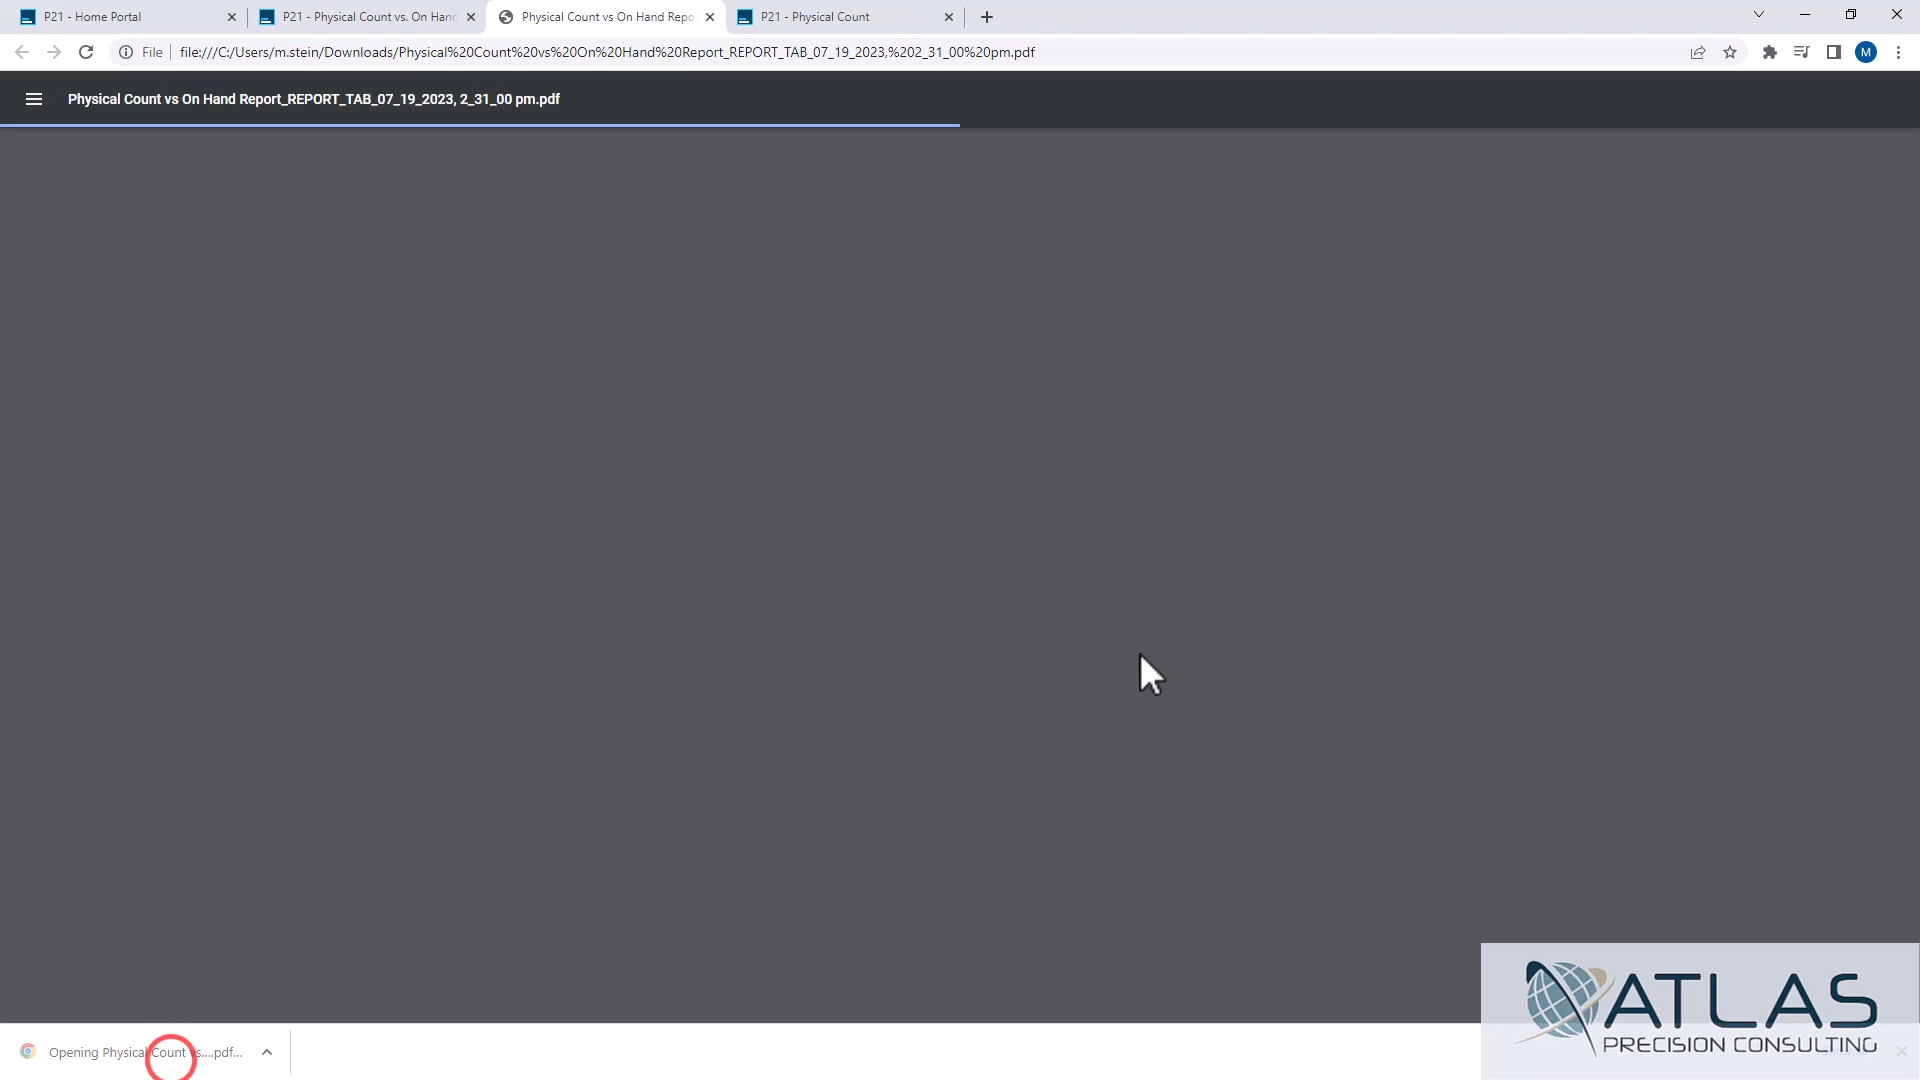 P21 - Home Portal
P21 - Physical Count vs. On Hand
Physical Count vs On Hand Repo
P21 - Physical Count
File
file:///C:/Users/m.stein/Downloads/Physical%20Count%20vs%20On%20Hand%20Report_REPORT_TAB_07_19_2023,%202_31_00%20pm.pdf
M
Physical Count vs On Hand Report_REPORT_TAB_07_19_2023, 2_31_00 pm.pdf
Opening Physical Count vs....pdf...
ATLAS
PRECISION CONSULTING